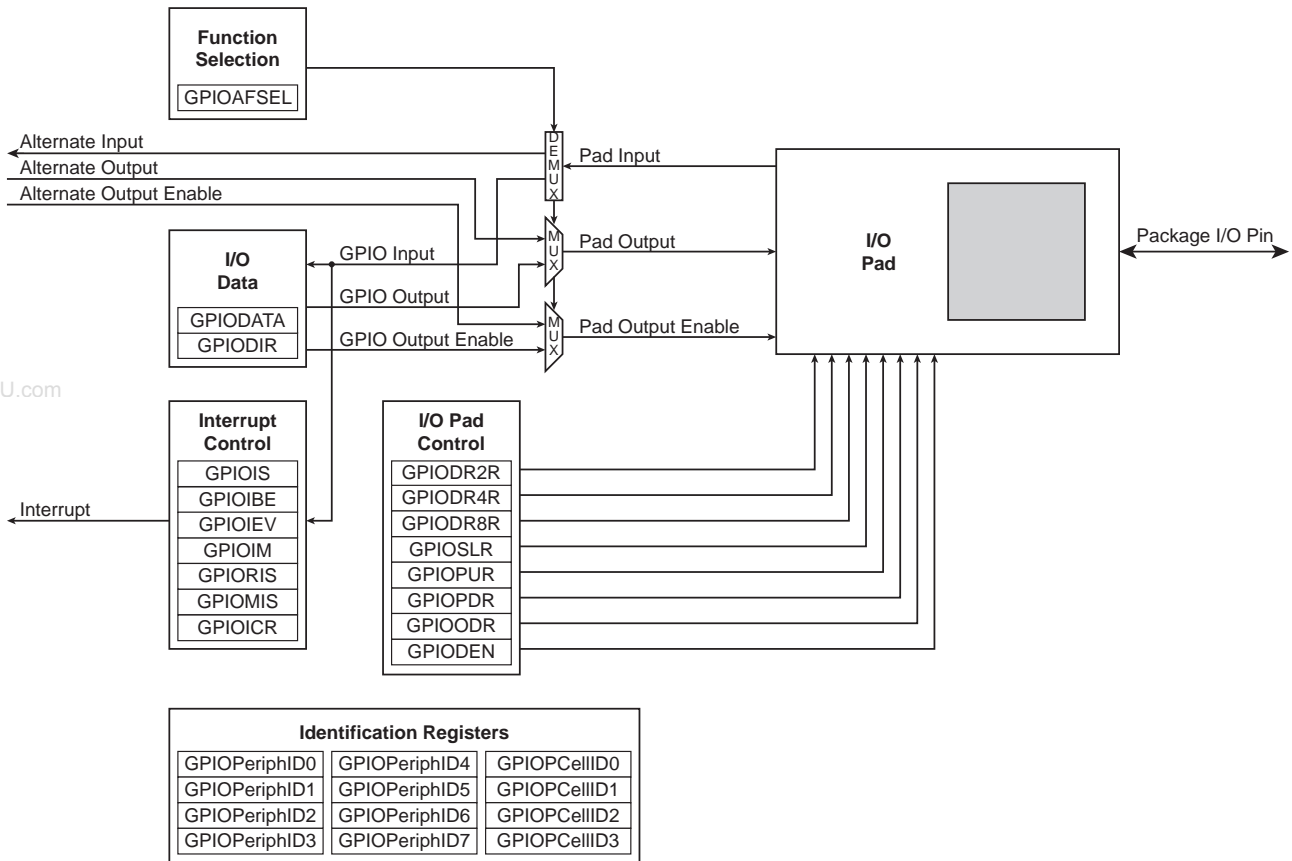 Function
Selection
GPIOAFSEL
Alternate Input
Alternate Output
Alternate Output Enable
DEMUX
Pad Input
MUX
Pad Output
MUX
Pad Output Enable
I/O
Pad
Package I/O Pin
I/O
Data
GPIODATA
GPIODIR
GPIO Input
GPIO Output
GPIO Output Enable
U.com
Interrupt
Control
GPIOIS
GPIOIBE
GPIOIEV
GPIOIM
GPIORIS
GPIOMIS
GPIOICR
Interrupt
I/O Pad
Control
GPIODR2R
GPIODR4R
GPIODR8R
GPIOSLR
GPIOPUR
GPIOPDR
GPIOODR
GPIODEN
Identification Registers
GPIOPeriphID0 GPIOPeriphID4 GPIOPCellID0
GPIOPeriphID1 GPIOPeriphID5 GPIOPCellID1
GPIOPeriphID2 GPIOPeriphID6 GPIOPCellID2
GPIOPeriphID3 GPIOPeriphID7 GPIOPCellID3